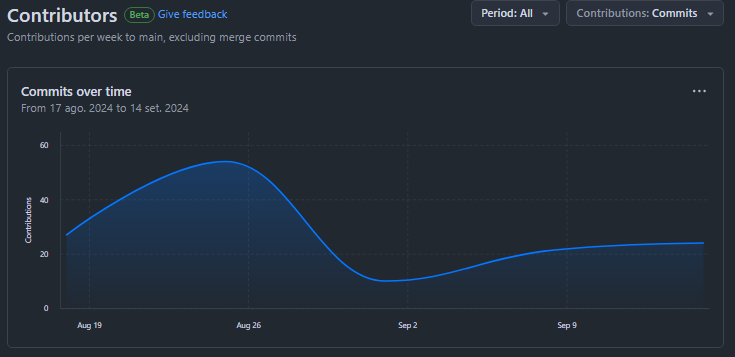 Contributors Beta Give feedback
Period: All Contributions: Commits
Contributions per week to main, excluding merge commits
Commits over time
From 17 ago. 2024 to 14 set. 2024
60
40
20
0
Contributions
Aug 19 Aug 26 Sep 2 Sep 9